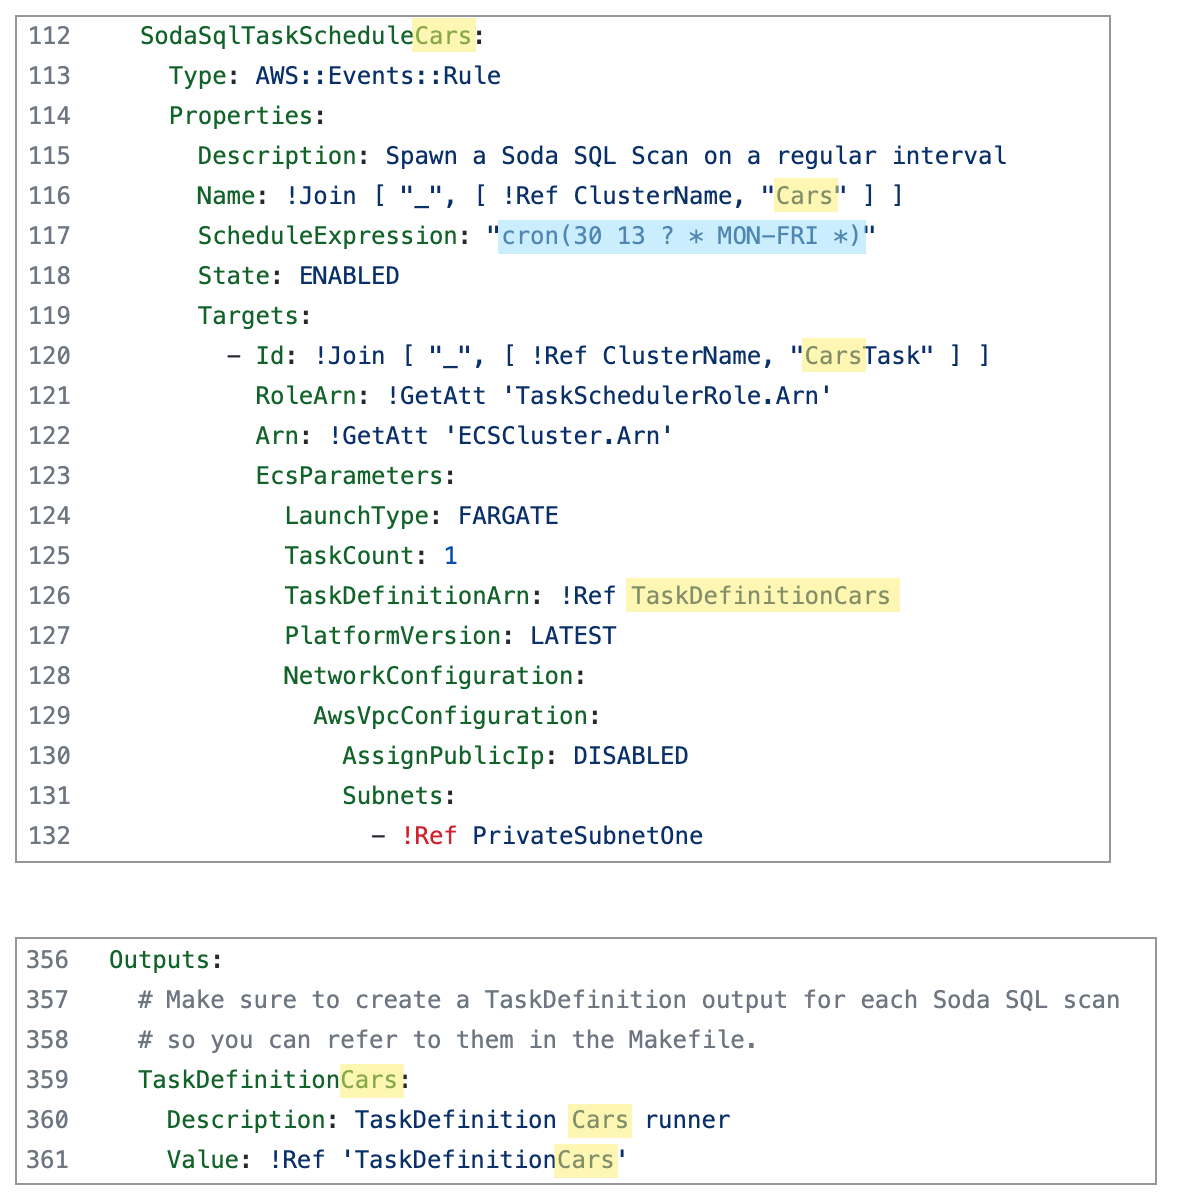 112 SodaSqlTaskScheduleCars:
113 Type: AWS::Events::Rule
114 Properties:
115 Description: Spawn a Soda SQL Scan on a regular interval
116 Name: !Join [ "_", [ !Ref ClusterName, "Cars" ] ]
117 ScheduleExpression: "cron(30 13 ? * MON-FRI *)"
118 State: ENABLED
119 Targets:
120 - Id: !Join [ "_", [ !Ref ClusterName, "CarsTask" ] ]
121 RoleArn: !GetAtt 'TaskSchedulerRole.Arn'
122 Arn: !GetAtt 'ECSCluster.Arn'
123 EcsParameters:
124 LaunchType: FARGATE
125 TaskCount: 1
126 TaskDefinitionArn: !Ref TaskDefinitionCars
127 PlatformVersion: LATEST
128 NetworkConfiguration:
129 AwsVpcConfiguration:
130 AssignPublicIp: DISABLED
131 Subnets:
132 - !Ref PrivateSubnetOne
356 Outputs:
357 # Make sure to create a TaskDefinition output for each Soda SQL scan
358 # so you can refer to them in the Makefile.
359 TaskDefinitionCars:
360 Description: TaskDefinition Cars runner
361 Value: !Ref 'TaskDefinitionCars'